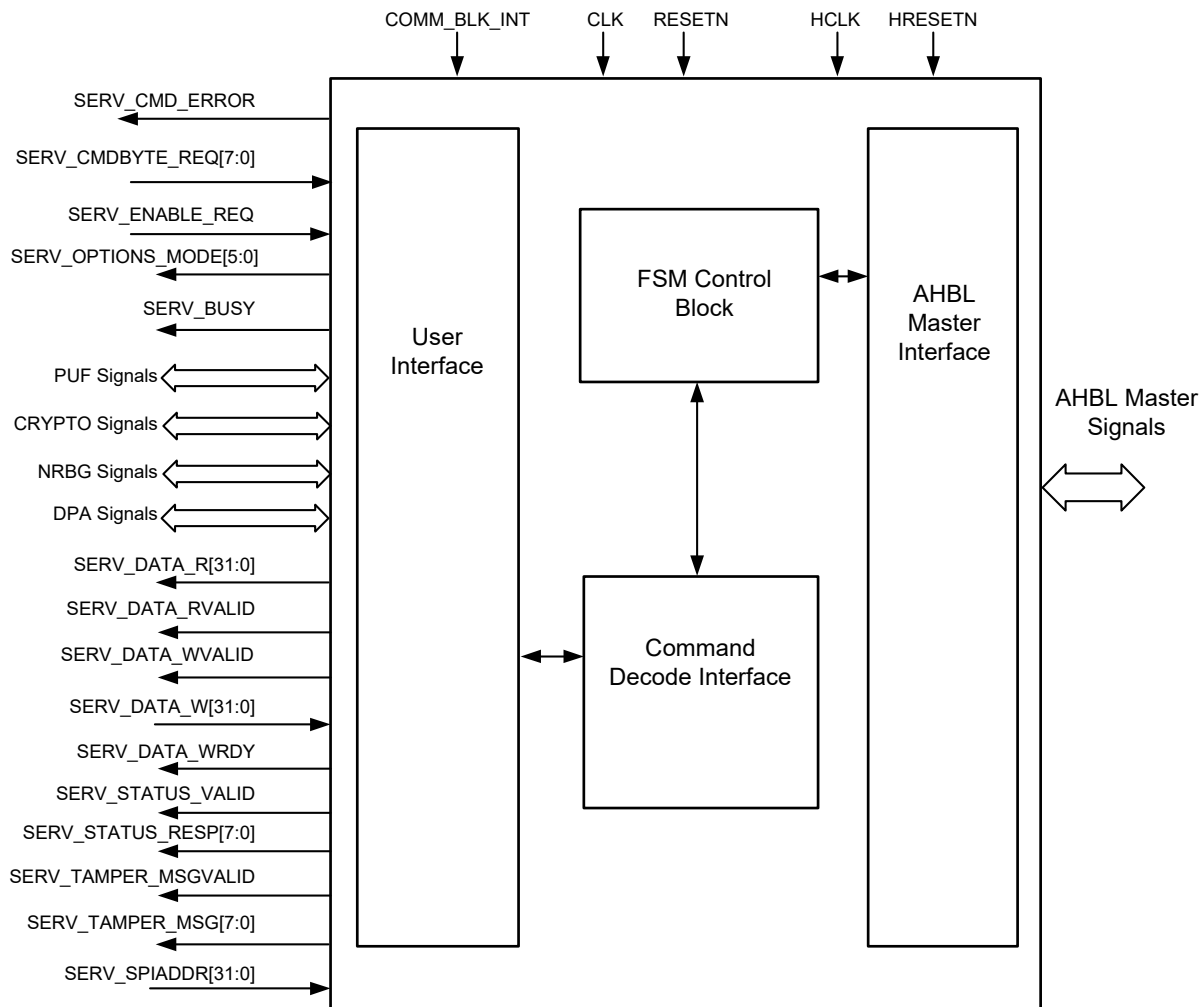 COMM_BLK_INT
CLK
RESETN
HCLK
HRESETN
SERV_CMD_ERROR
SERV_CMDBYTE_REQ[7:0]
SERV_ENABLE_REQ
SERV_OPTIONS_MODE[5:0]
SERV_BUSY
PUF Signals
CRYPTO Signals
NRBG Signals
DPA Signals
SERV_DATA_R[31:0]
SERV_DATA_RVALID
SERV_DATA_WVALID
SERV_DATA_W[31:0]
SERV_DATA_WRDY
SERV_STATUS_VALID
SERV_STATUS_RESP[7:0]
SERV_TAMPER_MSGVALID
SERV_TAMPER_MSG[7:0]
SERV_SPIADDR[31:0]
User
Interface
FSM Control
Block
Command
Decode Interface
AHBL
Master
Interface
AHBL Master
Signals